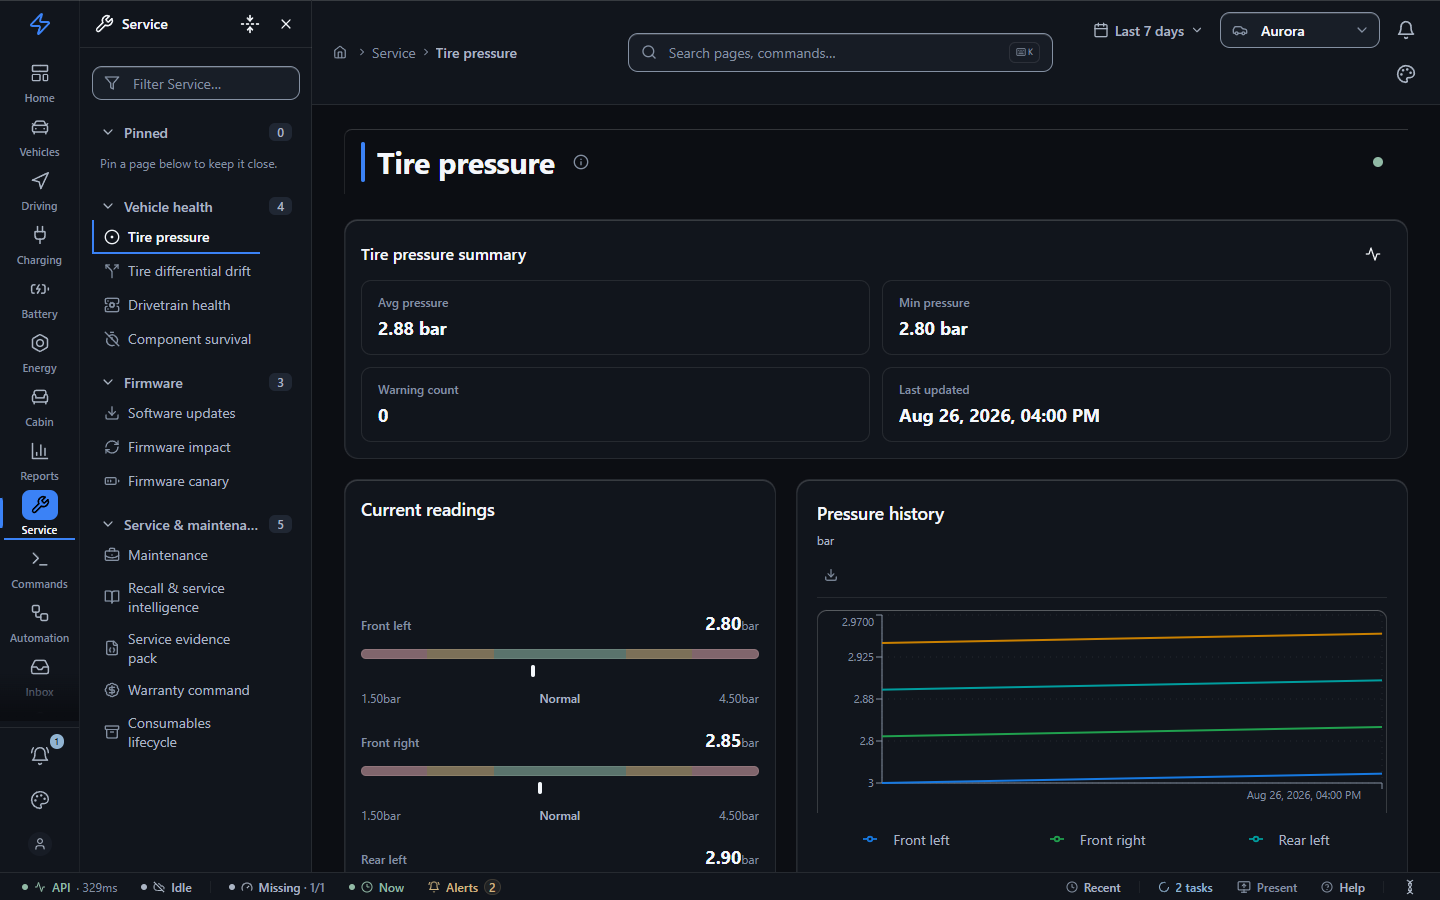 Service
Last 7 days
Aurora
Service
Tire pressure
Search pages, commands...
K
Home
Vehicles
Driving
Charging
Battery
Energy
Cabin
Reports
Service
Commands
Automation
Inbox
1
Filter Service...
Pinned
0
Pin a page below to keep it close.
Vehicle health
4
Tire pressure
Tire differential drift
Drivetrain health
Component survival
Firmware
3
Software updates
Firmware impact
Firmware canary
Service & maintena...
5
Maintenance
Recall & service
intelligence
Service evidence
pack
Warranty command
Consumables
lifecycle
Tire pressure
Tire pressure summary
Avg pressure
2.88 bar
Min pressure
2.80 bar
Warning count
0
Last updated
Aug 26, 2026, 04:00 PM
Current readings
Front left
2.80bar
1.50bar
Normal
4.50bar
Front right
2.85bar
1.50bar
Normal
4.50bar
Rear left
2.90bar
Pressure history
bar
2.9700
2.925
2.88
2.8
3
Aug 26, 2026, 04:00 PM
Front left
Front right
Rear left
API · 329ms
Idle
Missing · 1/1
Now
Alerts 2
Recent
2 tasks
Present
Help